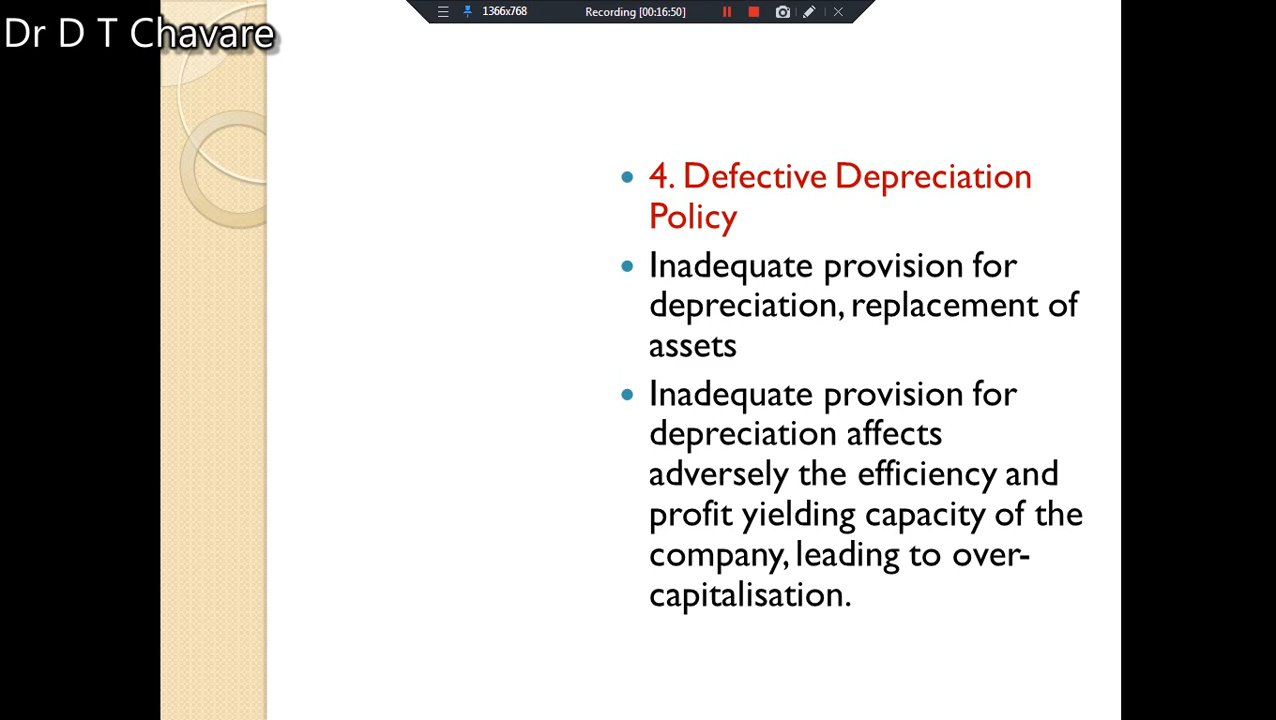 1366x768 Recording [00:16:50]
Dr D T Chavare
4. Defective Depreciation
Policy
Inadequate provision for
depreciation, replacement of
assets
Inadequate provision for
depreciation affects
adversely the efficiency and
profit yielding capacity of the
company, leading to over-
capitalisation.